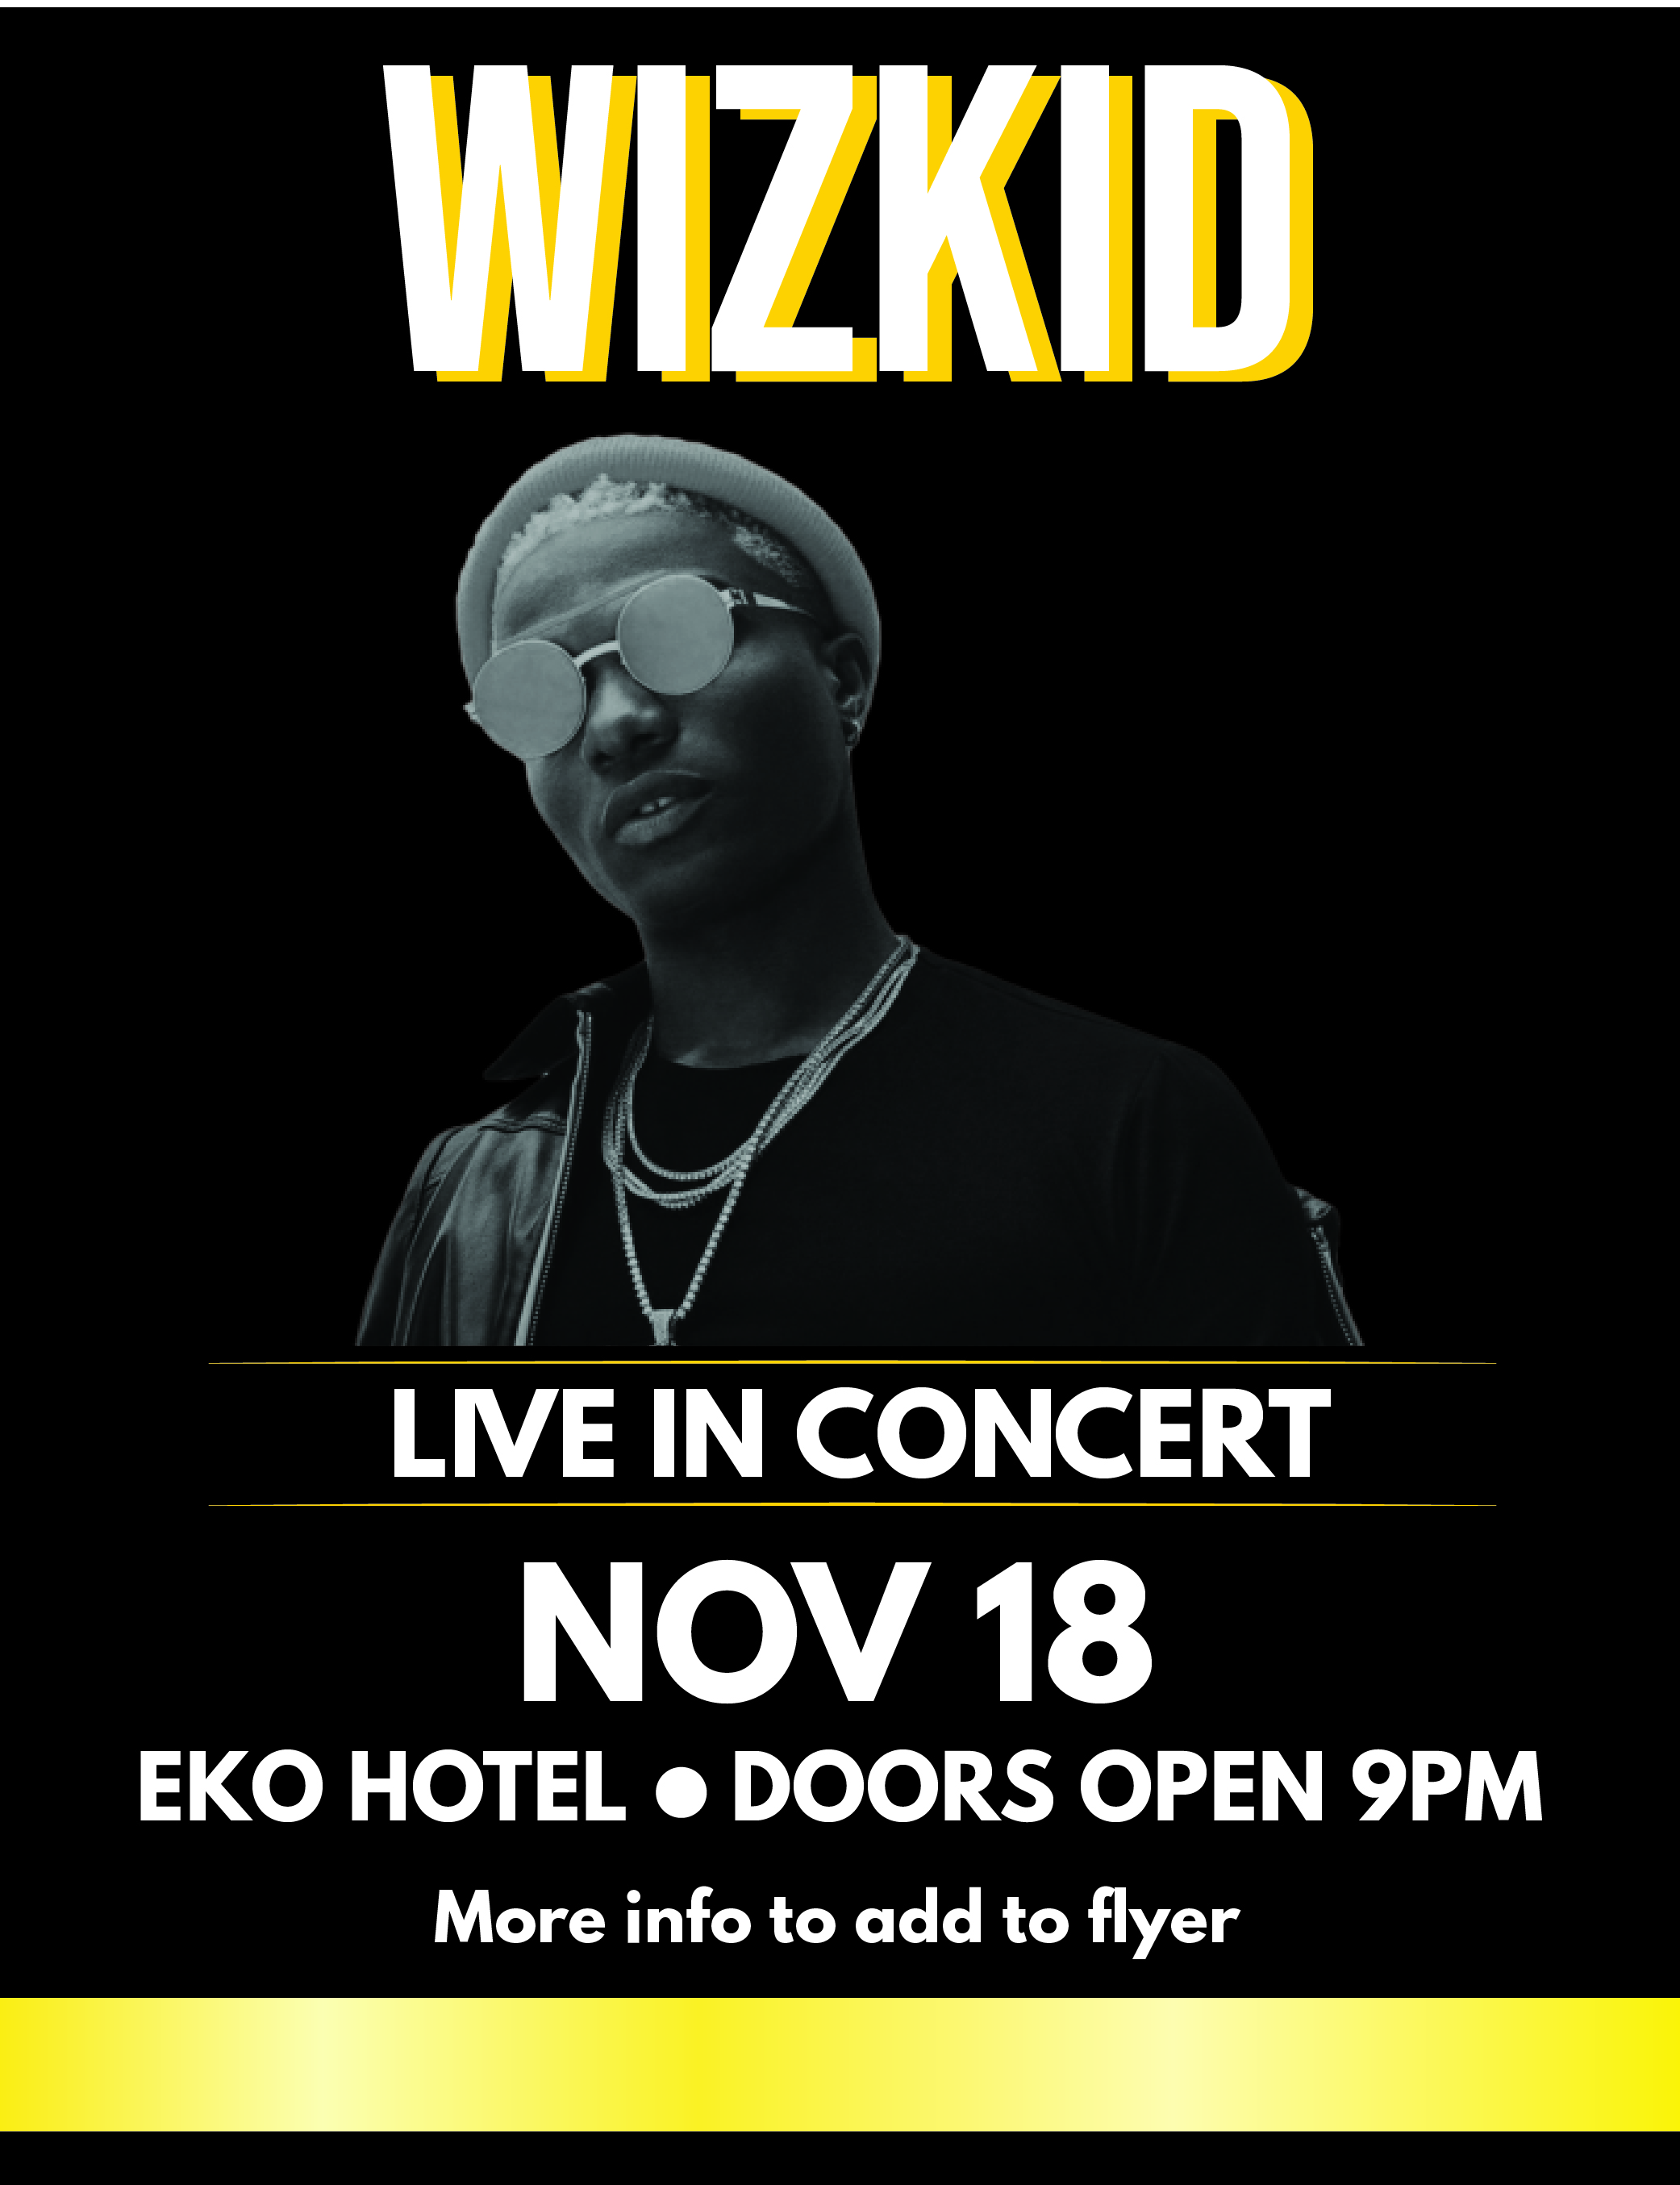 WIZKID
LIVE IN CONCERT
NOV 18
EKO HOTEL ● DOORS OPEN 9PM
More info to add to flyer